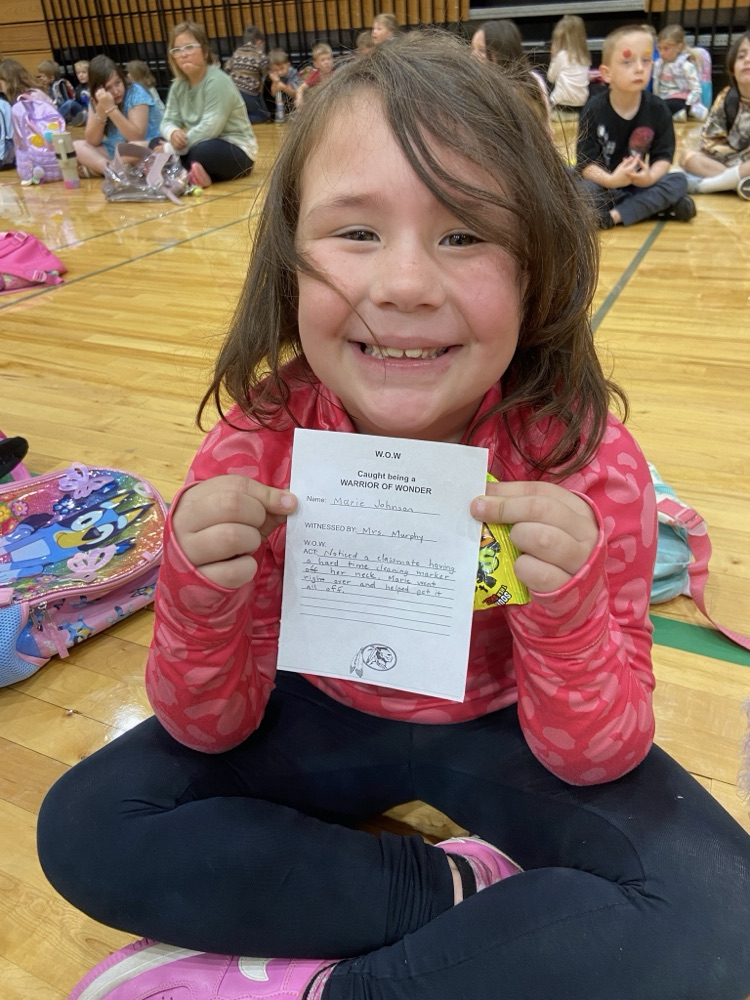 W.O.W
Caught being a
WARRIOR OF WONDER
Name: Marie Johnson
WITNESSED BY: Mrs. Murphy
W.O.W.
ACT: Noticed a classmate having
a hard time cleaning marker
off her neck. Marie went
right over and helped get it
all off.